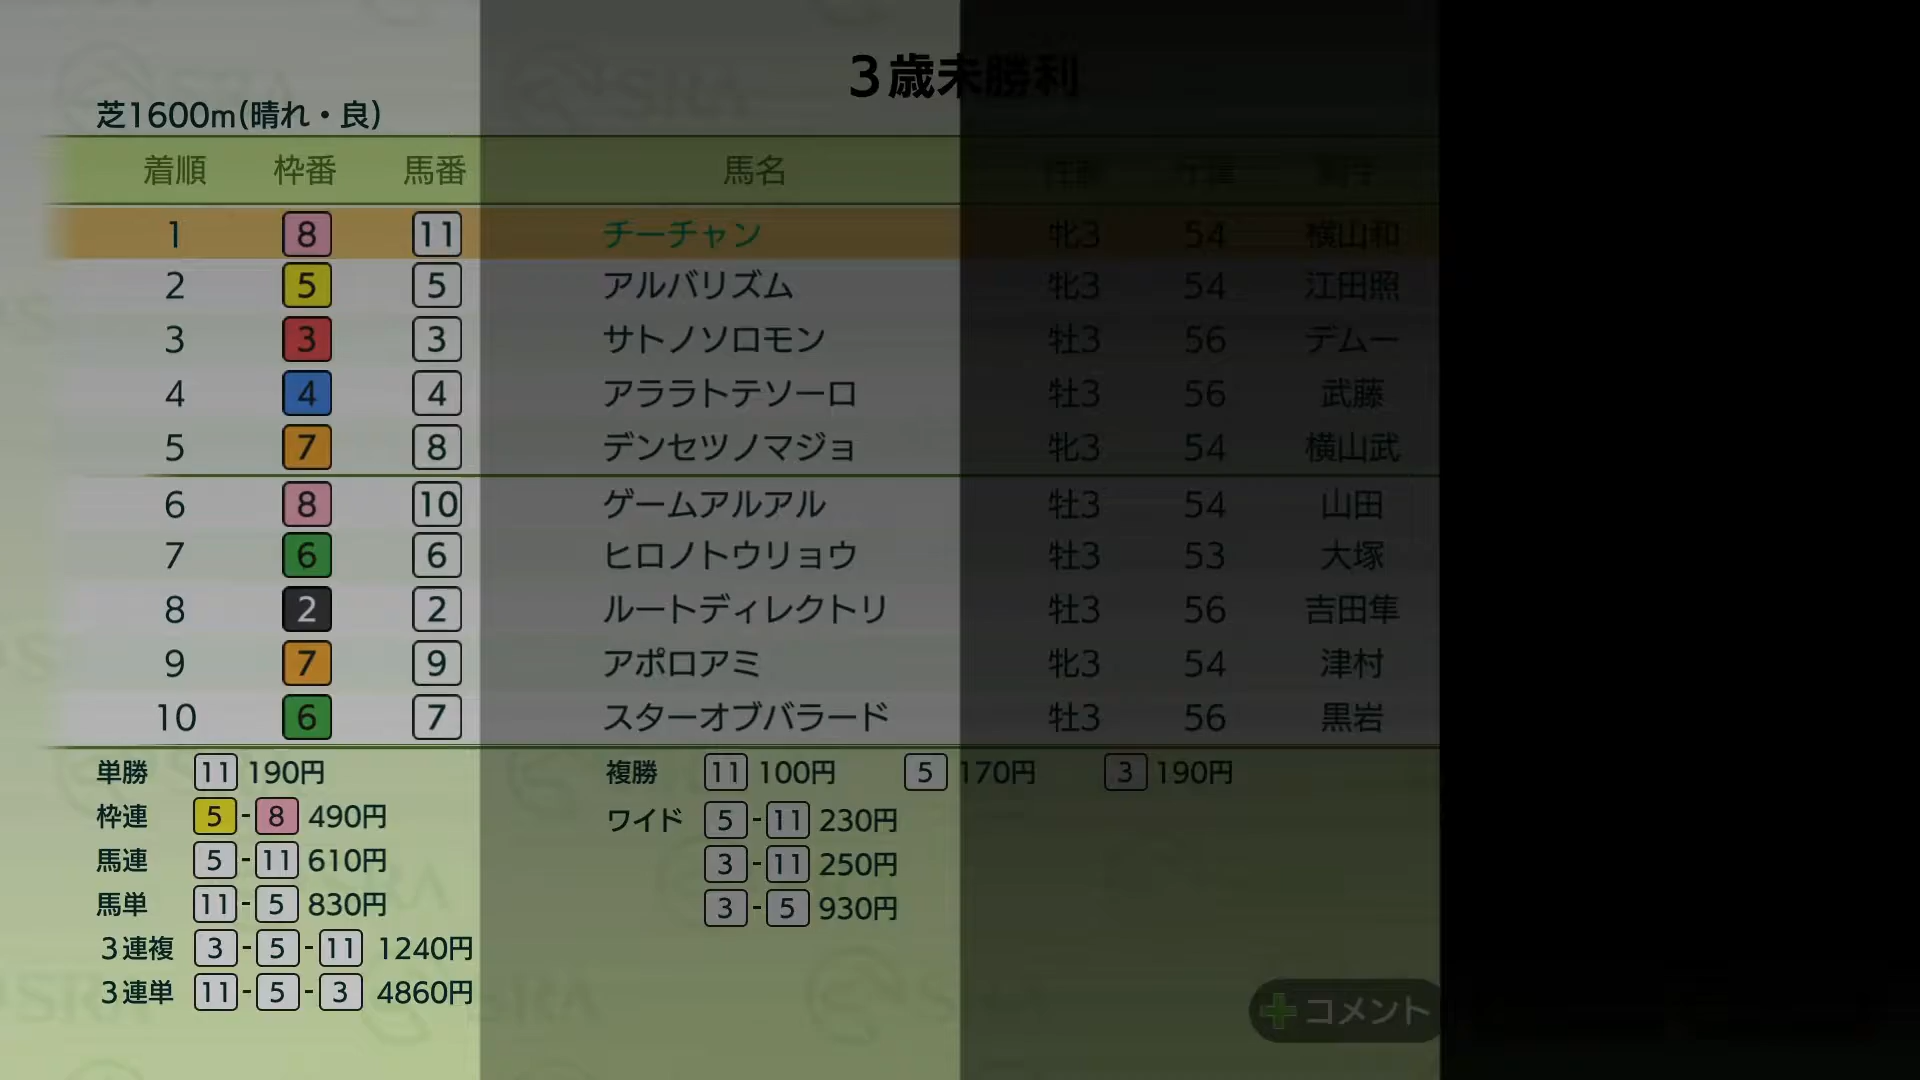 3歳未勝利
芝1600m(晴れ・良)
着順 枠番 馬番 馬名 性齢 斤量 騎手
1 8 11 チーチャン 牝3 54 横山和
2 5 5 アルバリズム 牝3 54 江田照
3 3 3 サトノソロモン 牡3 56 デムー
4 4 4 アララトテソーロ 牡3 56 武藤
5 7 8 デンセツノマジョ 牝3 54 横山武
6 8 10 ゲームアルアル 牡3 54 山田
7 6 6 ヒロノトウリョウ 牡3 53 大塚
8 2 2 ルートディレクトリ 牡3 56 吉田隼
9 7 9 アポロアミ 牝3 54 津村
10 6 7 スターオブバラード 牡3 56 黒岩
単勝 11 190円 複勝 11 100円 5 170円 3 190円
枠連 5-8 490円 ワイド 5-11 230円
馬連 5-11 610円 3-11 250円
馬単 11-5 830円 3-5 930円
3連複 3-5-11 1240円
3連単 11-5-3 4860円
コメント